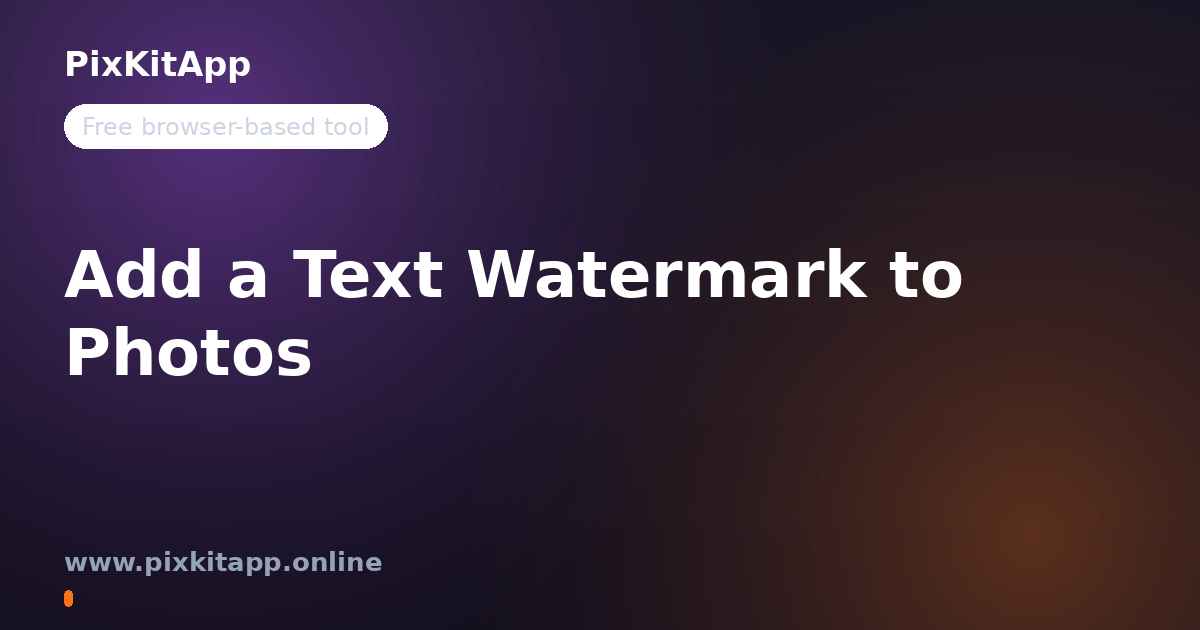 PixKitApp
Free browser-based tool
Add a Text Watermark to
Photos
www.pixkitapp.online